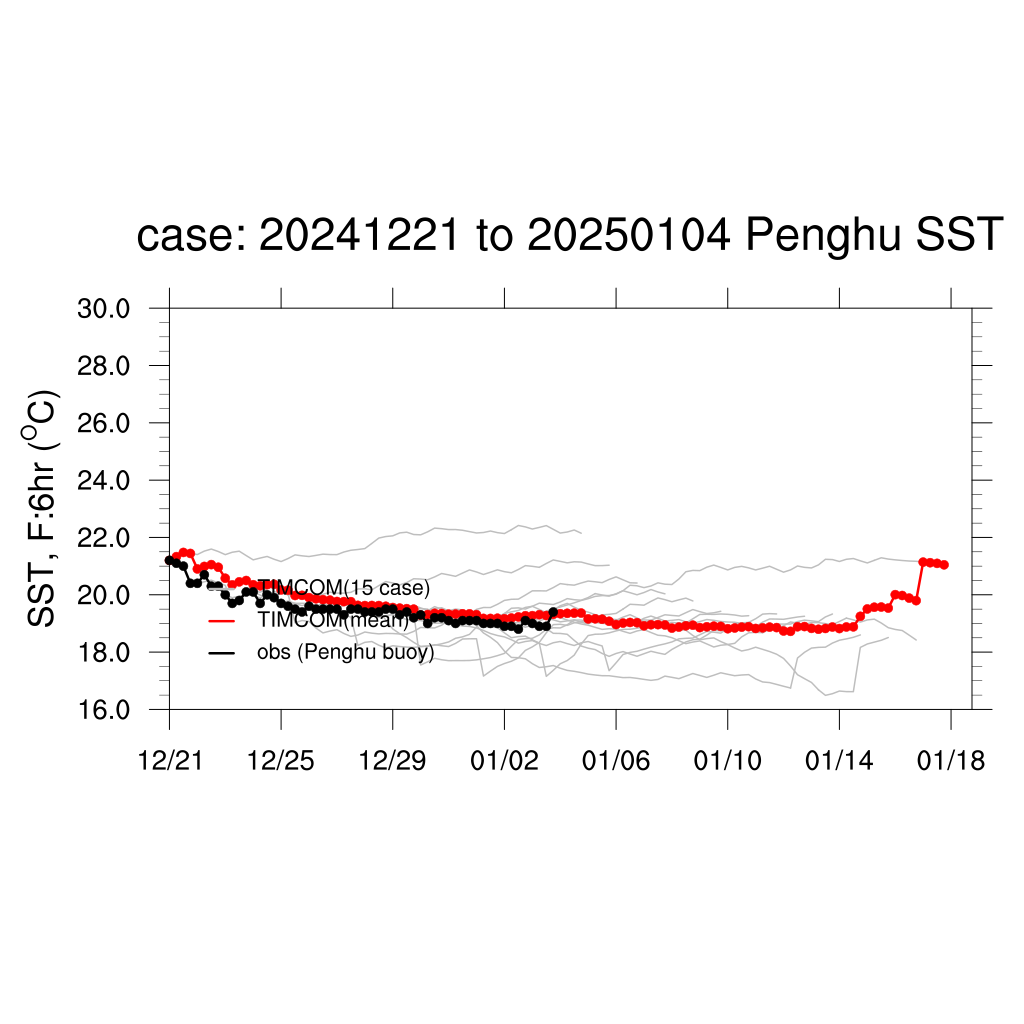 case: 20241221 to 20250104 Penghu SST
SST, F:6hr (°C)
30.0
28.0
26.0
24.0
22.0
20.0
18.0
16.0
TIMCOM(15 case)
TIMCOM(mean)
obs (Penghu buoy)
12/21 12/25 12/29 01/02 01/06 01/10 01/14 01/18